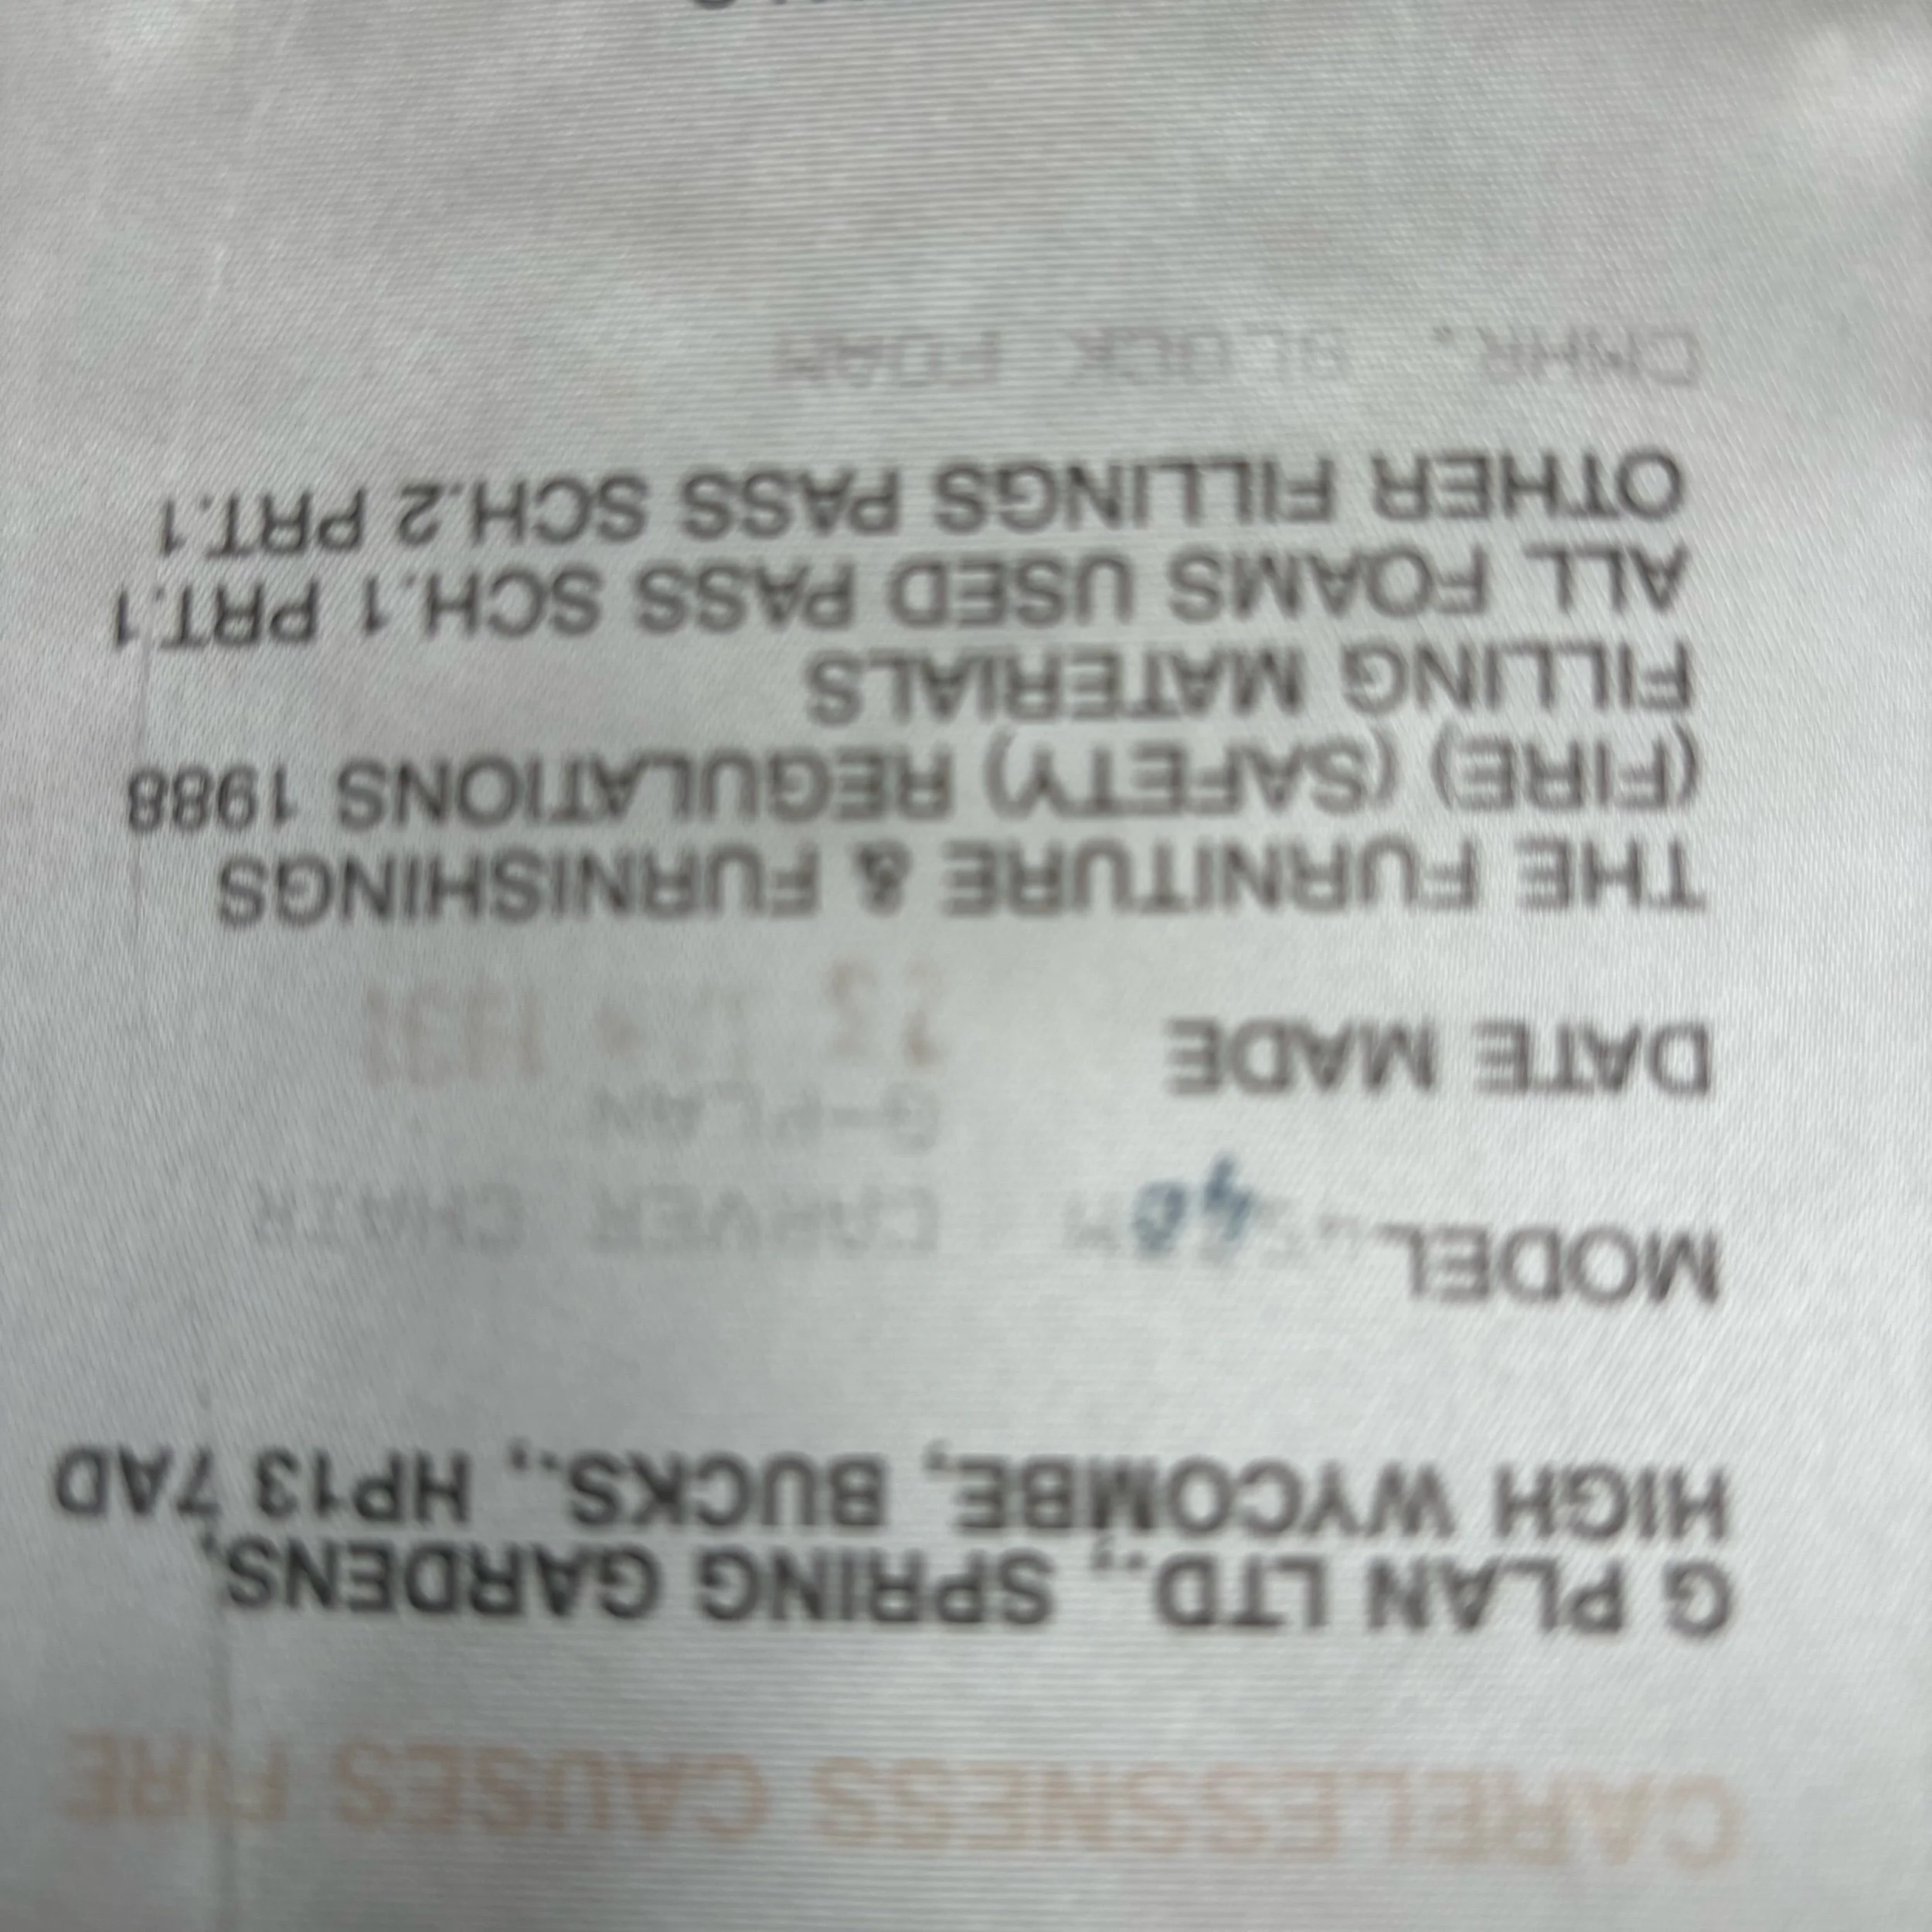 CARELESSNESS CAUSES FIRE
G PLAN LTD., SPRING GARDENS,
HIGH WYCOMBE, BUCKS., HP13 7AD
MODEL CARVER CHAIR
G-PLAN
DATE MADE
THE FURNITURE & FURNISHINGS
(FIRE) (SAFETY) REGULATIONS 1988
FILLING MATERIALS
ALL FOAMS USED PASS SCH.1 PRT.1
OTHER FILLINGS PASS SCH.2 PRT.1
CMHR. BLOCK FOAM